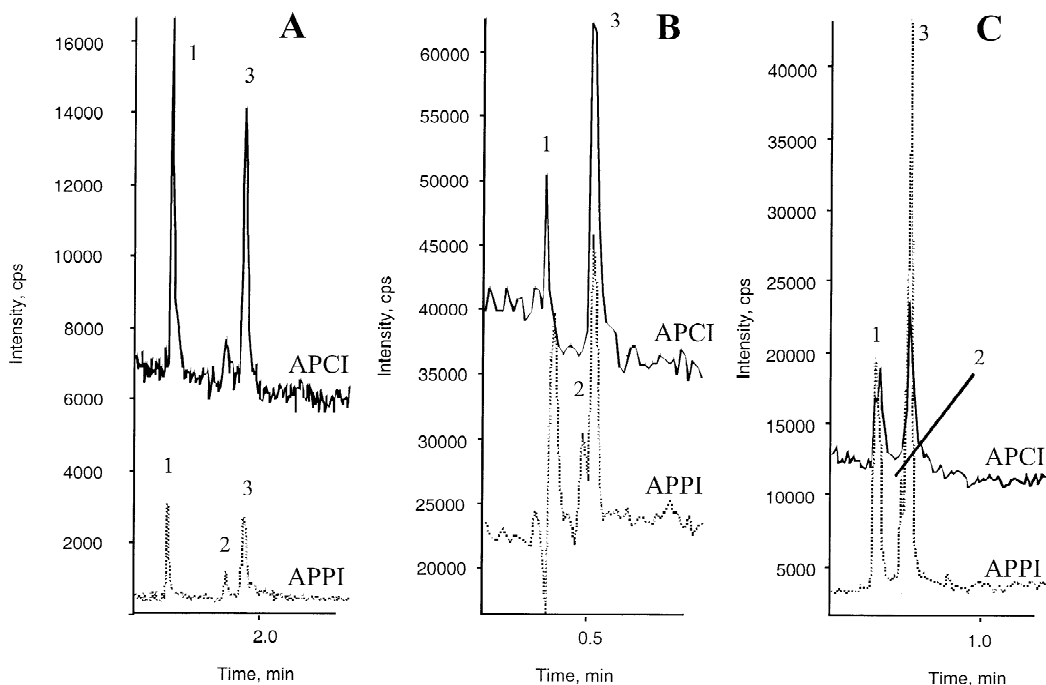 A
16000
14000
12000
10000
8000
6000
4000
2000
Intensity, cps
1
3
APCI
1
2
3
APPI
2.0
Time, min
B
60000
55000
50000
45000
40000
35000
30000
25000
20000
Intensity, cps
3
1
APCI
2
APPI
0.5
Time, min
C
40000
35000
30000
25000
20000
15000
10000
5000
Intensity, cps
3
1
2
APCI
APPI
1.0
Time, min